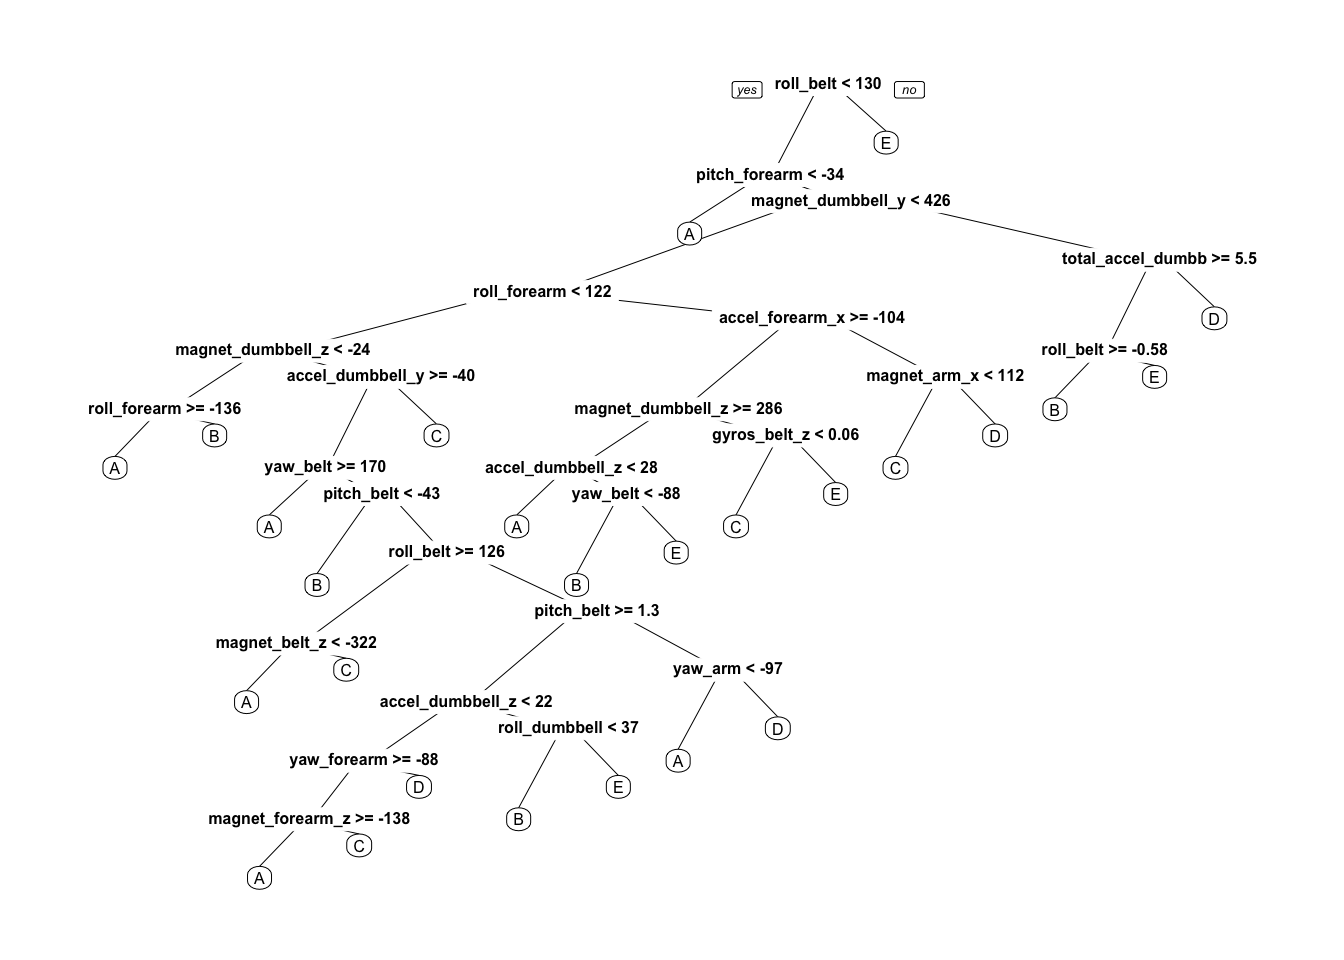 yes roll_belt < 130 no
E
pitch_forearm < -34
magnet_dumbbell_y < 426
A
total_accel_dumbb >= 5.5
roll_forearm < 122
accel_forearm_x >= -104
D
magnet_dumbbell_z < -24
roll_belt >= -0.58
accel_dumbbell_y >= -40
magnet_arm_x < 112
E
roll_forearm >= -136
magnet_dumbbell_z >= 286
B
B
C
gyros_belt_z < 0.06
D
A
yaw_belt >= 170
accel_dumbbell_z < 28
C
pitch_belt < -43
yaw_belt < -88
E
A
A
C
roll_belt >= 126
E
B
B
pitch_belt >= 1.3
magnet_belt_z < -322
C
yaw_arm < -97
A
accel_dumbbell_z < 22
roll_dumbbell < 37
D
yaw_forearm >= -88
A
D
E
magnet_forearm_z >= -138
B
C
A